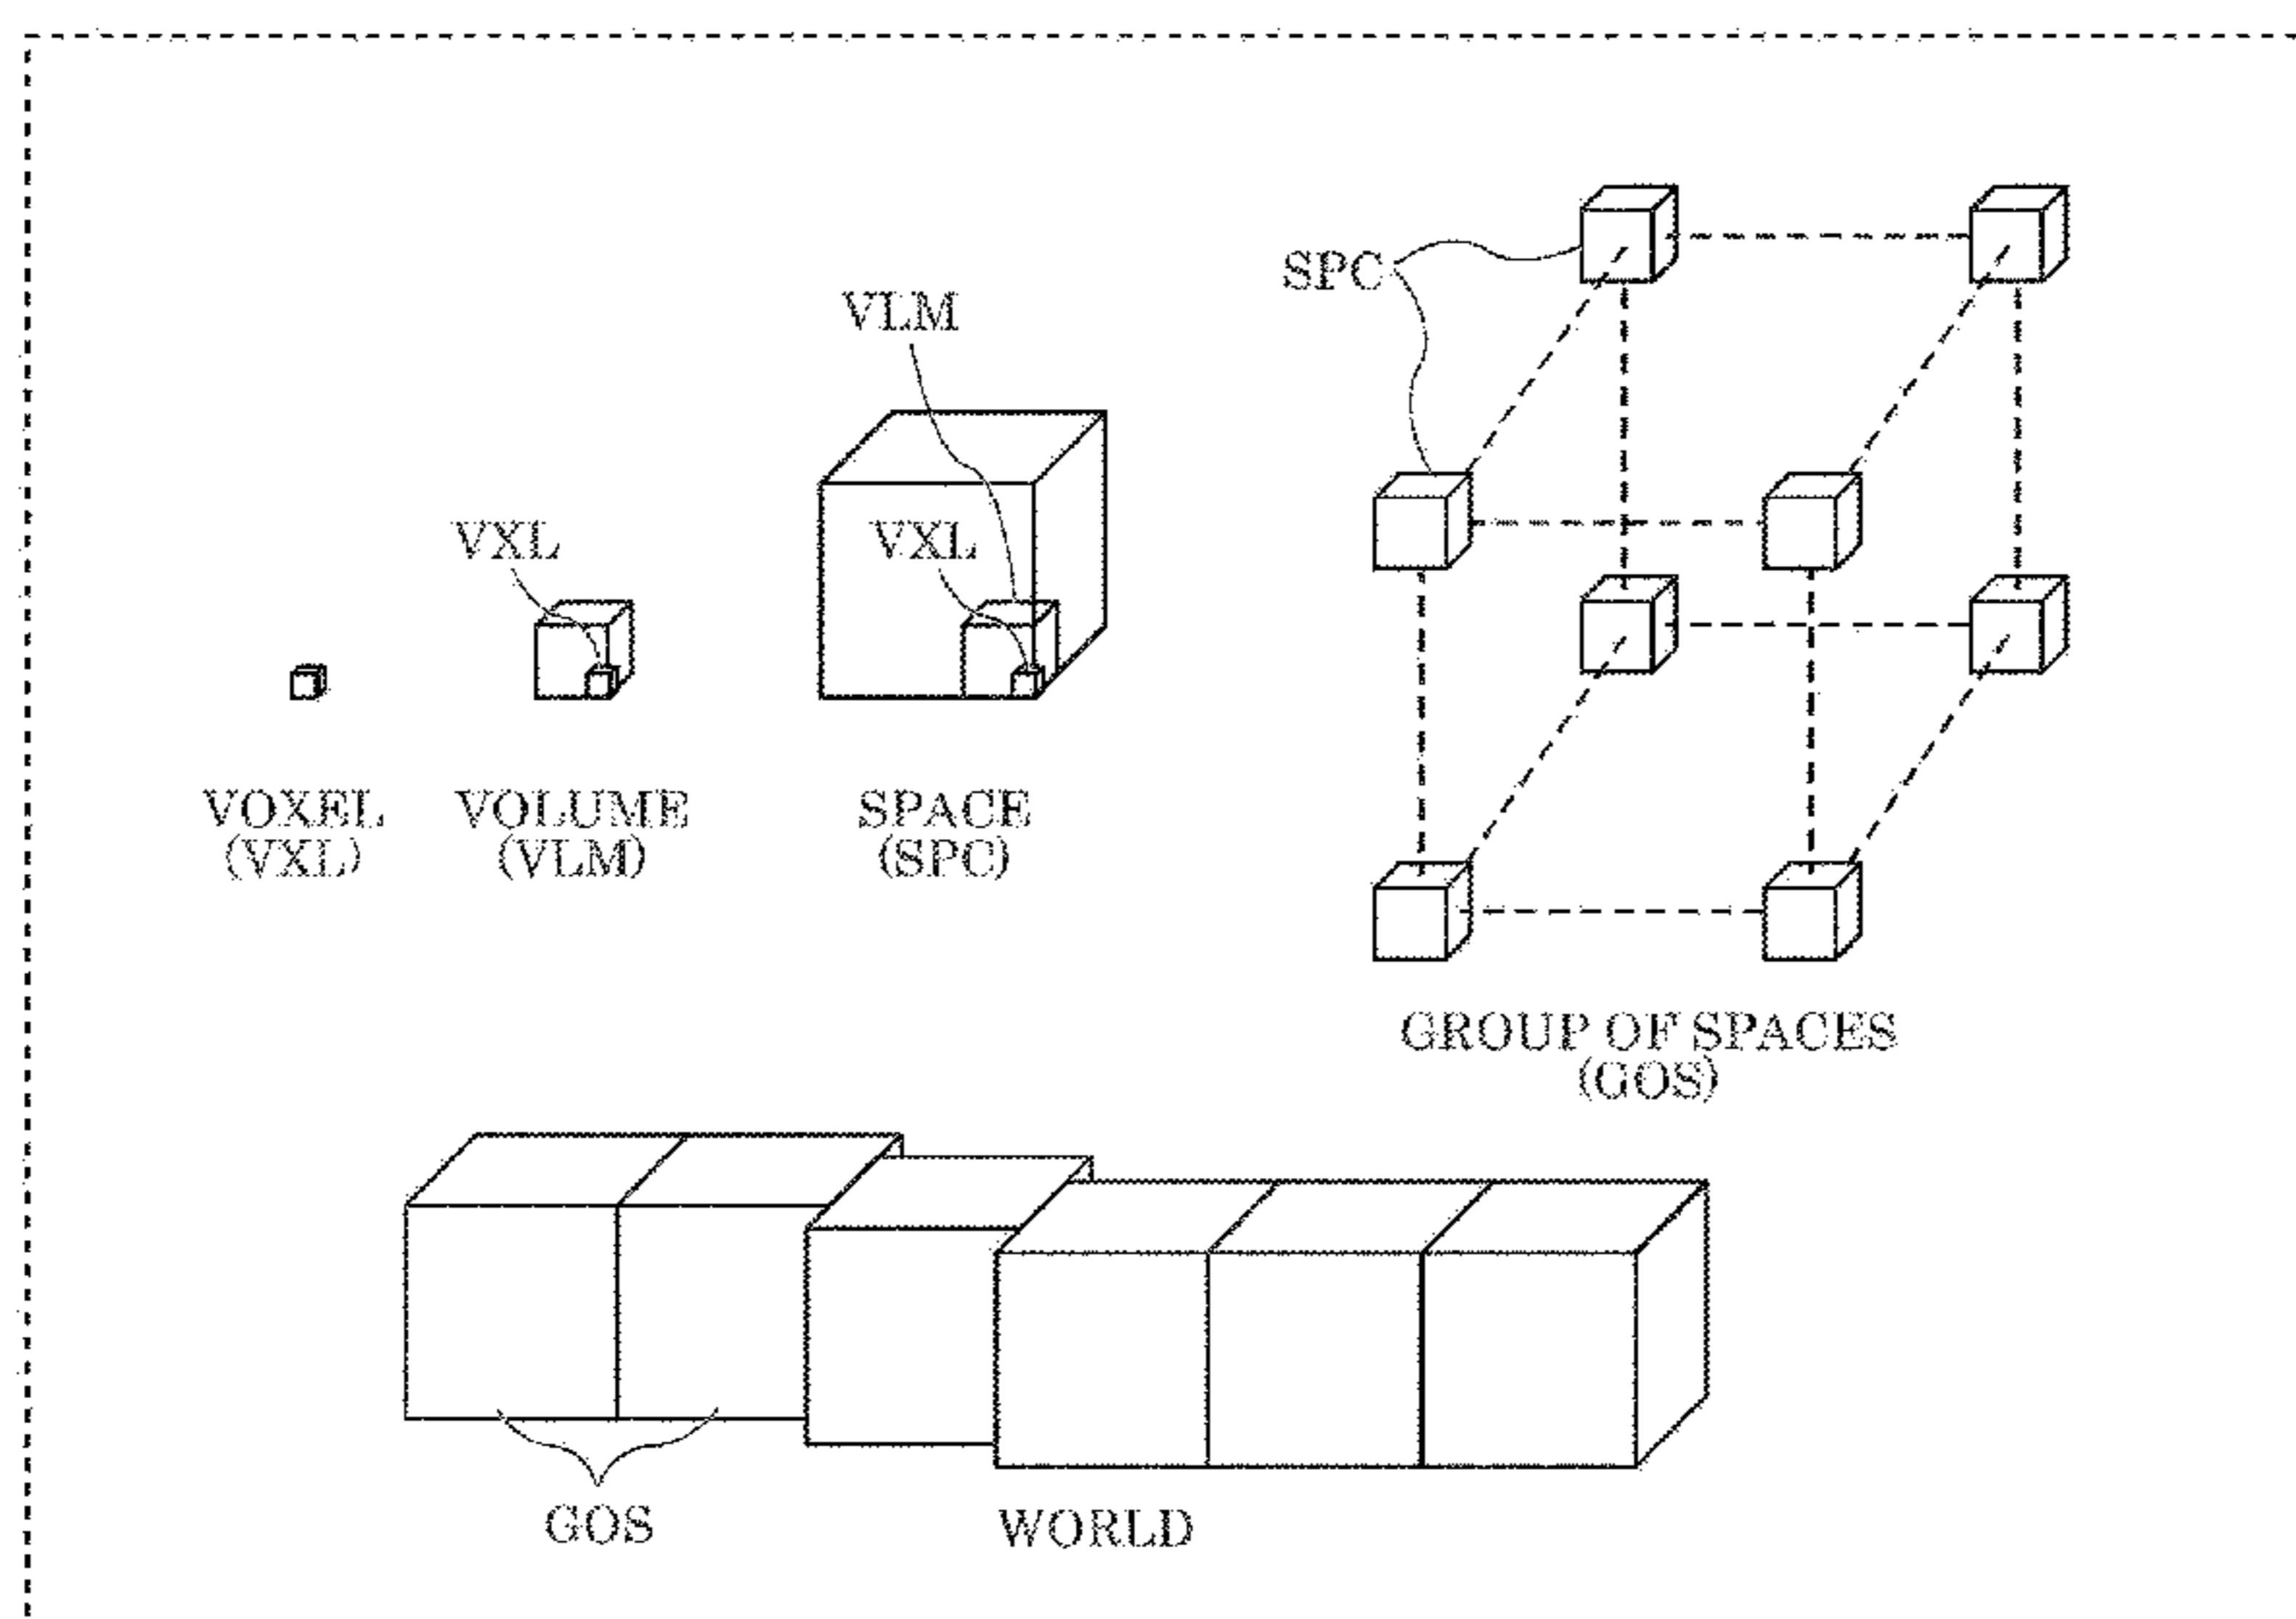 SPC
VLM
VXL
VXL
VOXEL
(VXL)
VOLUME
(VLM)
SPACE
(SPC)
GROUP OF SPACES
(GOS)
GOS
WORLD